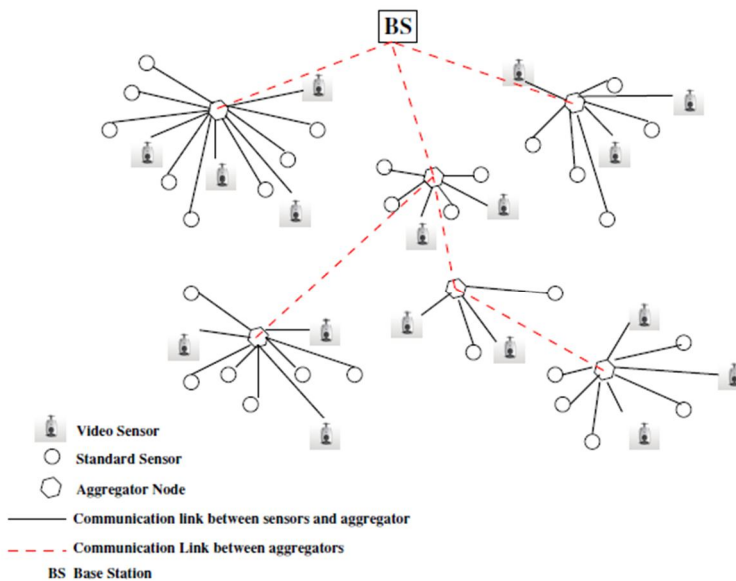 BS
Video Sensor
Standard Sensor
Aggregator Node
Communication link between sensors and aggregator
Communication Link between aggregators
BS Base Station